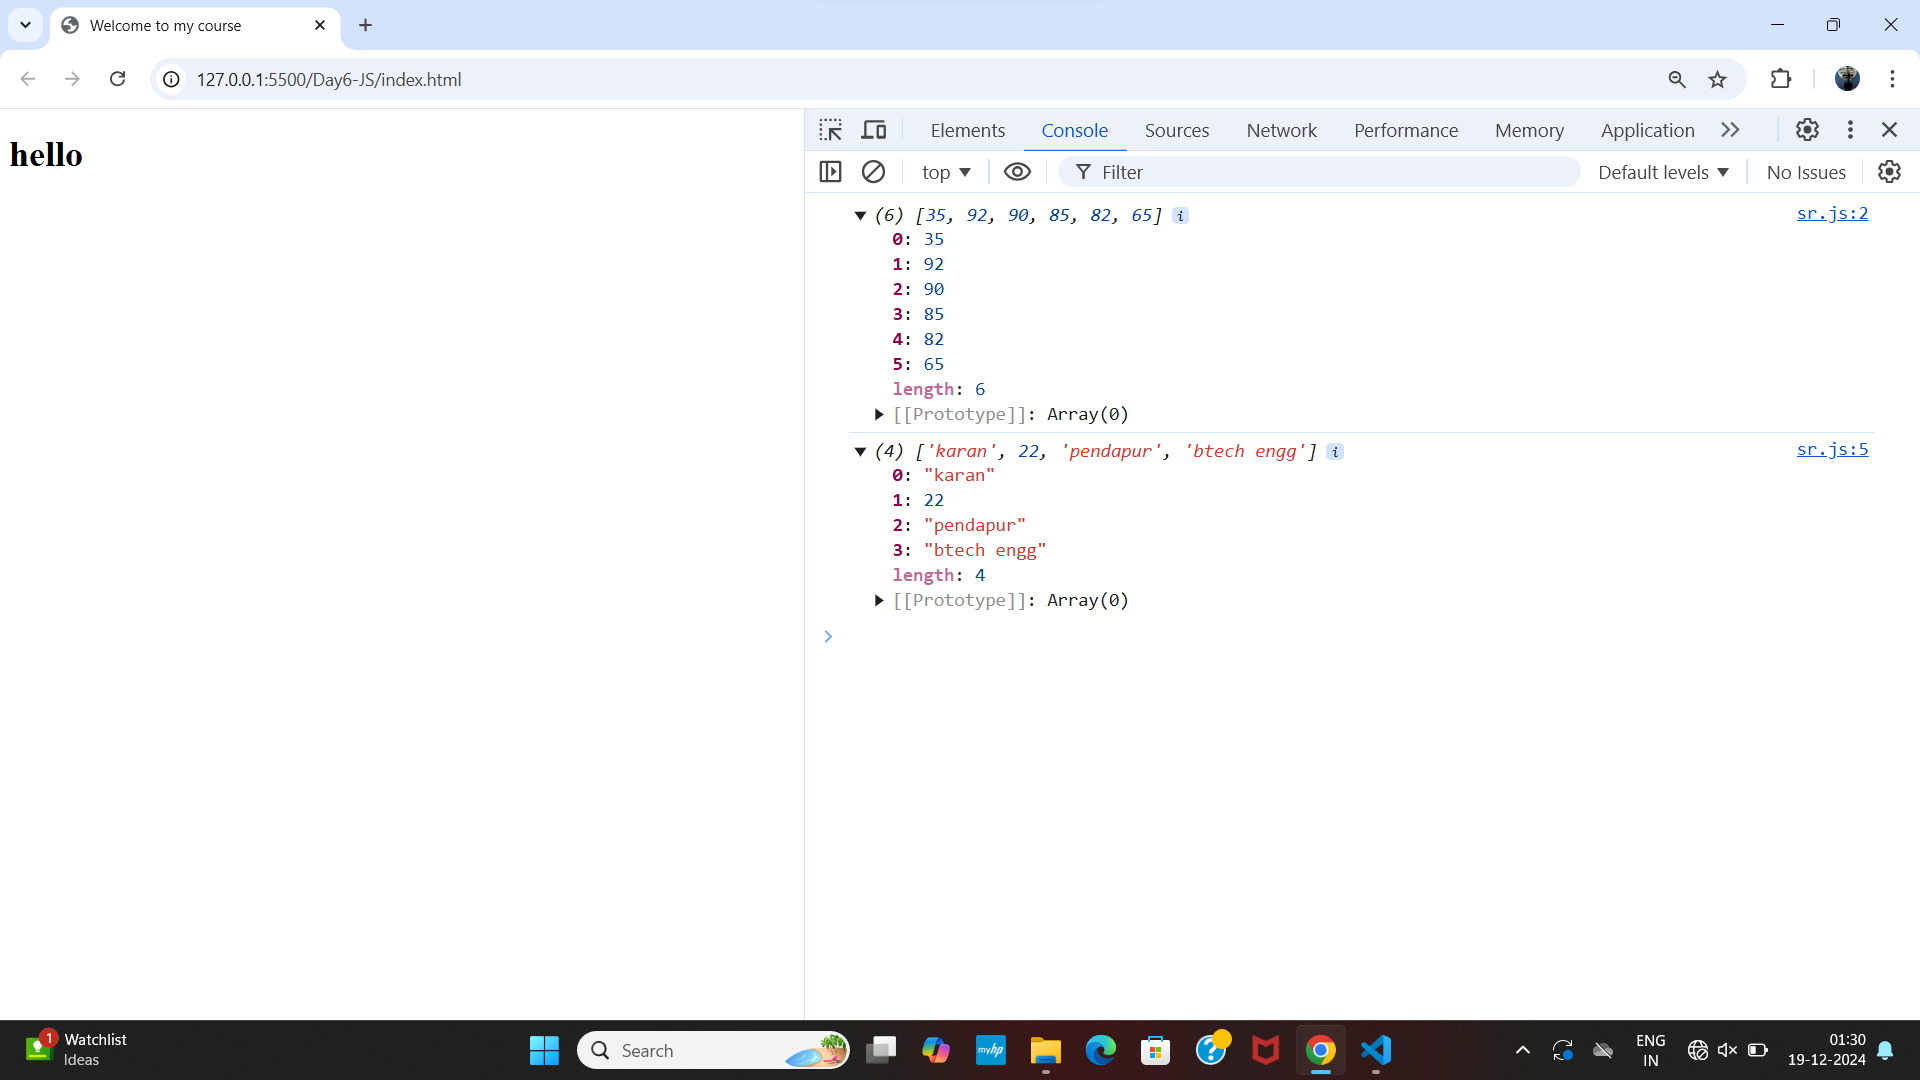 Welcome to my course
127.0.0.1:5500/Day6-JS/index.html
hello
Elements Console Sources Network Performance Memory Application
top Filter Default levels No Issues
(6) [35, 92, 90, 85, 82, 65] i sr.js:2
0: 35
1: 92
2: 90
3: 85
4: 82
5: 65
length: 6
[[Prototype]]: Array(0)
(4) ['karan', 22, 'pendapur', 'btech engg'] i sr.js:5
0: "karan"
1: 22
2: "pendapur"
3: "btech engg"
length: 4
[[Prototype]]: Array(0)
1 Watchlist
Ideas
Search
myhp
ENG
IN
01:30
19-12-2024